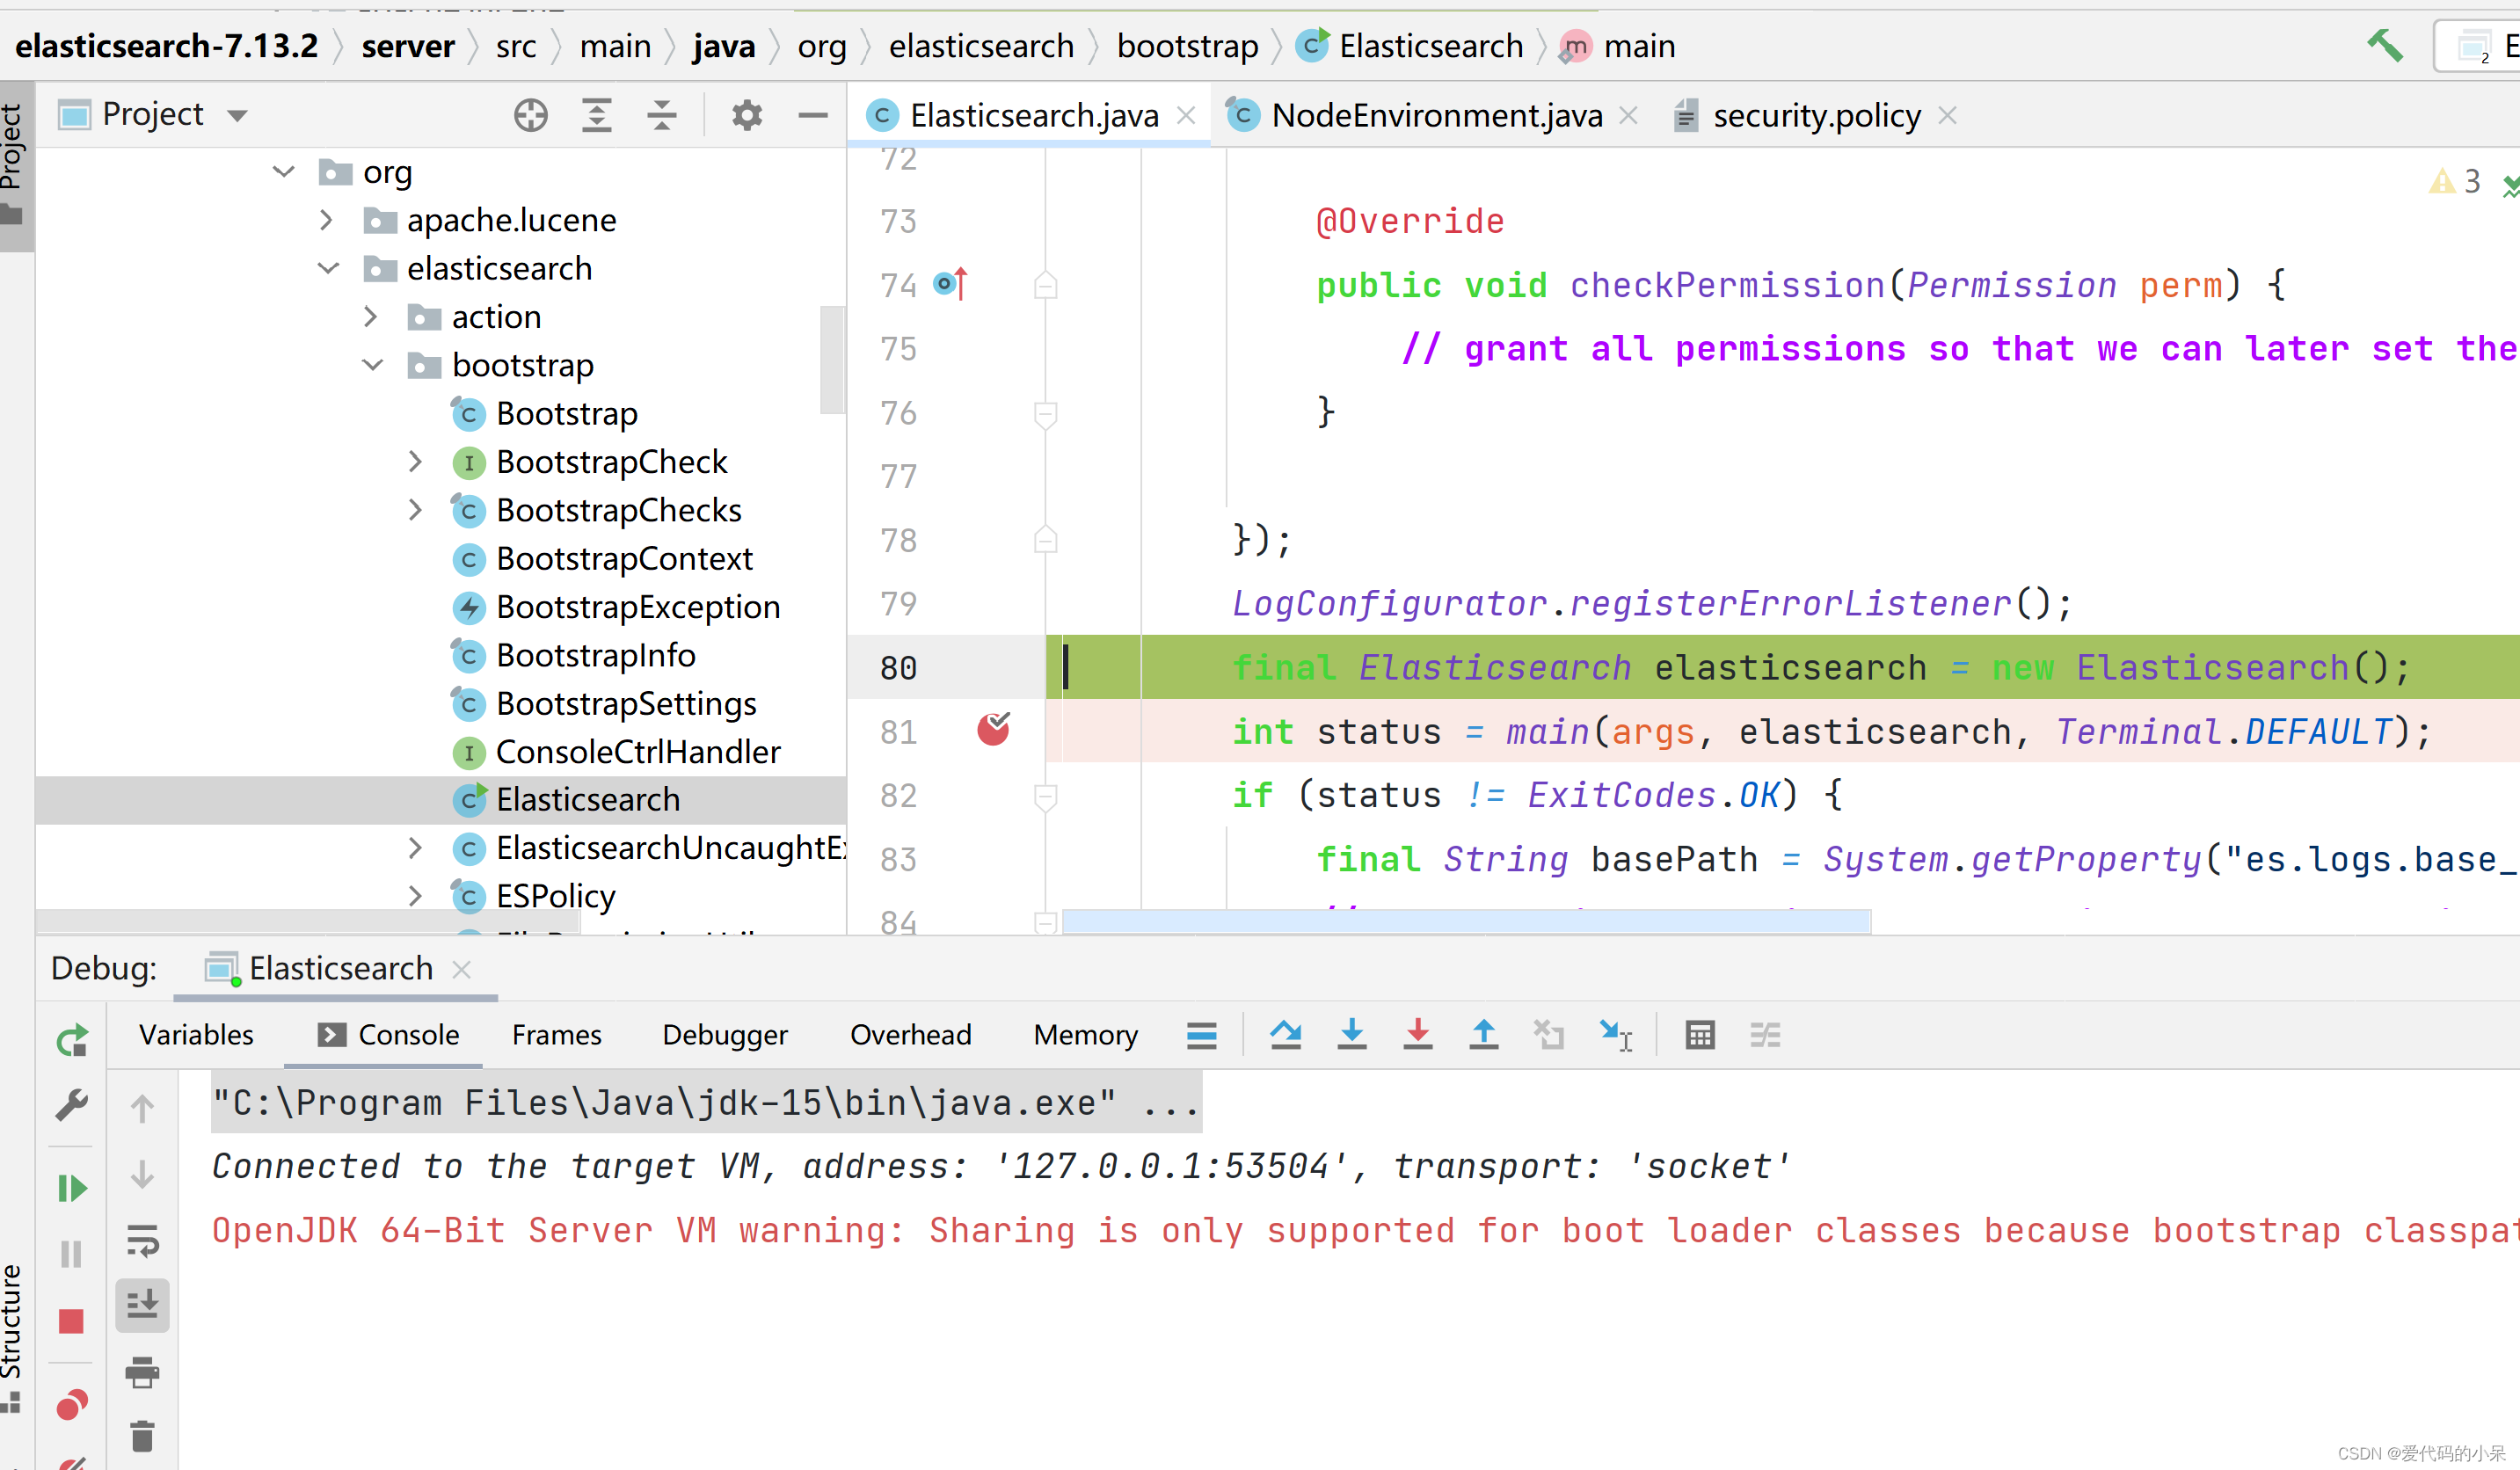 elasticsearch-7.13.2 server src main java org elasticsearch bootstrap Elasticsearch main
2
Project
Project
Elasticsearch.java
NodeEnvironment.java
security.policy
org
apache.lucene
elasticsearch
action
bootstrap
Bootstrap
BootstrapCheck
BootstrapChecks
BootstrapContext
BootstrapException
BootstrapInfo
BootstrapSettings
ConsoleCtrlHandler
Elasticsearch
ElasticsearchUncaughtEx
ESPolicy
3
72
73 @Override
74 public void checkPermission(Permission perm) {
75 // grant all permissions so that we can later set the
76 }
77
78 });
79 LogConfigurator.registerErrorListener();
80 final Elasticsearch elasticsearch = new Elasticsearch();
81 int status = main(args, elasticsearch, Terminal.DEFAULT);
82 if (status != ExitCodes.OK) {
83 final String basePath = System.getProperty("es.logs.base_
84
Debug: Elasticsearch
Variables Console Frames Debugger Overhead Memory
"C:\Program Files\Java\jdk-15\bin\java.exe" ...
Connected to the target VM, address: '127.0.0.1:53504', transport: 'socket'
OpenJDK 64-Bit Server VM warning: Sharing is only supported for boot loader classes because bootstrap classpat
Structure
CSDN @爱代码的小呆